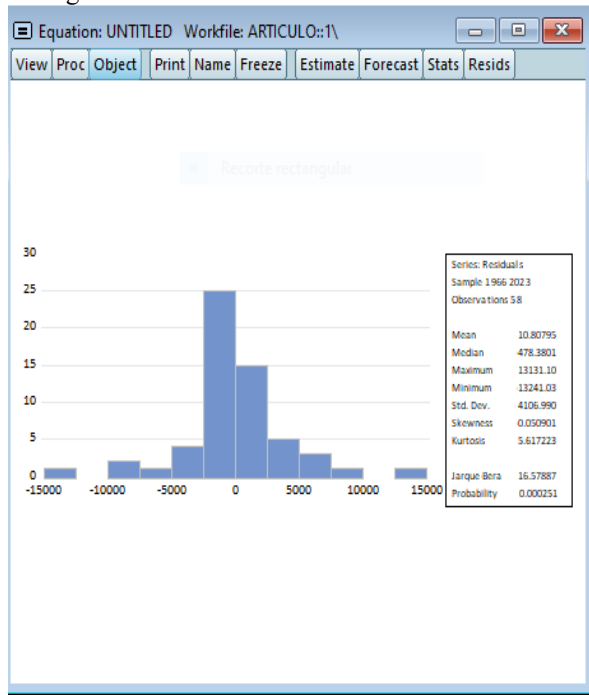 Equation: UNTITLED Workfile: ARTICULO::1\
View Proc Object Print Name Freeze Estimate Forecast Stats Resids
Recorte rectangular
30
25
20
15
10
5
0
-15000 -10000 -5000 0 5000 10000 15000
Series: Residuals
Sample 1966 2023
Observations 58
Mean 10.80795
Median -478.3801
Maximum 13131.10
Minimum -13241.03
Std. Dev. 4106.990
Skewness 0.050901
Kurtosis 5.617223
Jarque-Bera 16.57887
Probability 0.000251